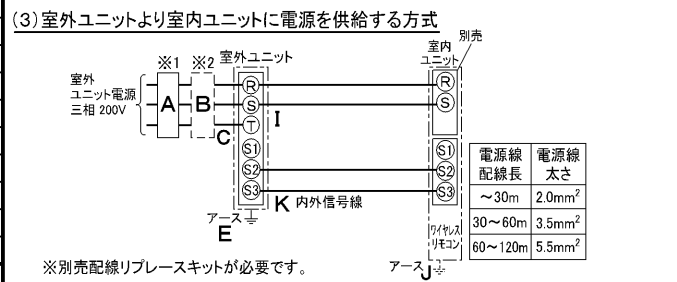 (3)室外ユニットより室内ユニットに電源を供給する方式
別売
※1 ※2 室外ユニット
室内
ユニット
室外
ユニット電源
三相 200V
A B
C
R
S
T
S1
S2
S3
I
R
S
S1
S2
S3
K 内外信号線
アース
E
ワイヤレス
リモコン
アース
J
電源線
配線長
電源線
太さ
～30m 2.0mm²
30～60m 3.5mm²
60～120m 5.5mm²
※別売配線リプレースキットが必要です。